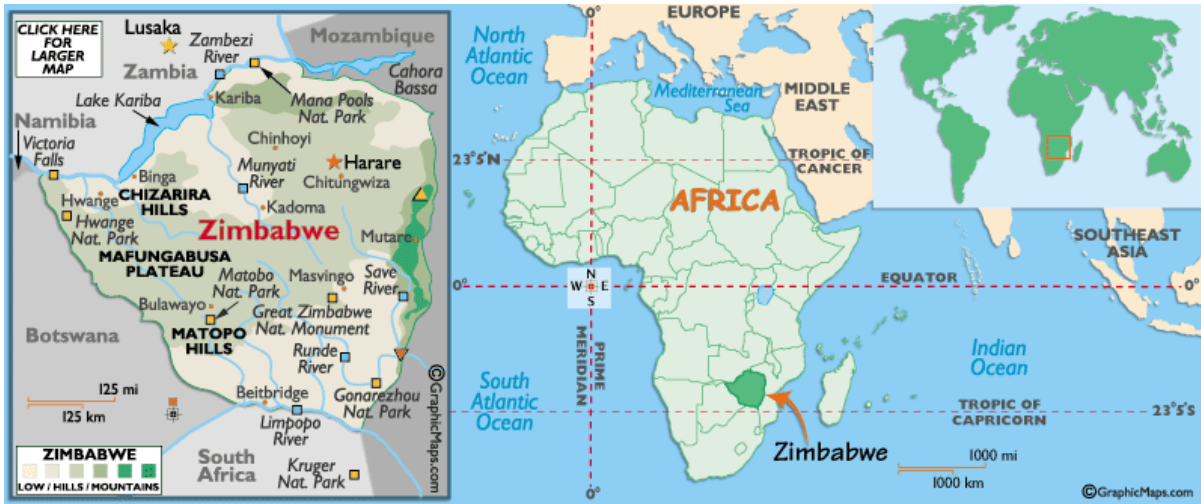 CLICK HERE
FOR
LARGER
MAP
Lusaka
Zambia
Zambezi
River
Mozambique
Cahora
Bassa
Lake Kariba
Kariba
Mana Pools
Nat. Park
Namibia
Victoria
Falls
Chinhoyi
Harare
Chitungwiza
Munyati
River
Binga
CHIZARIRA
HILLS
Hwange
Hwange
Nat. Park
Kadoma
Zimbabwe
Mutare
MAFUNGABUSA
PLATEAU
Matobo
Nat. Park
Masvingo
Save
River
Bulawayo
Great Zimbabwe
Nat. Monument
MATOPO
HILLS
Botswana
Runde
River
Beitbridge
Gonarezhou
Nat. Park
125 mi
125 km
Limpopo
River
South
Africa
Kruger
Nat. Park
©GraphicMaps.com
ZIMBABWE
LOW / HILLS / MOUNTAINS
0°
EUROPE
North
Atlantic
Ocean
Mediterranean
Sea
MIDDLE
EAST
23°5'N
TROPIC OF
CANCER
AFRICA
SOUTHEAST
ASIA
N
W E
S
0°
EQUATOR
0°
PRIME
MERIDIAN
South
Atlantic
Ocean
Indian
Ocean
TROPIC OF
CAPRICORN
23°5'S
Zimbabwe
1000 mi
1000 km
0°
©GraphicMaps.com